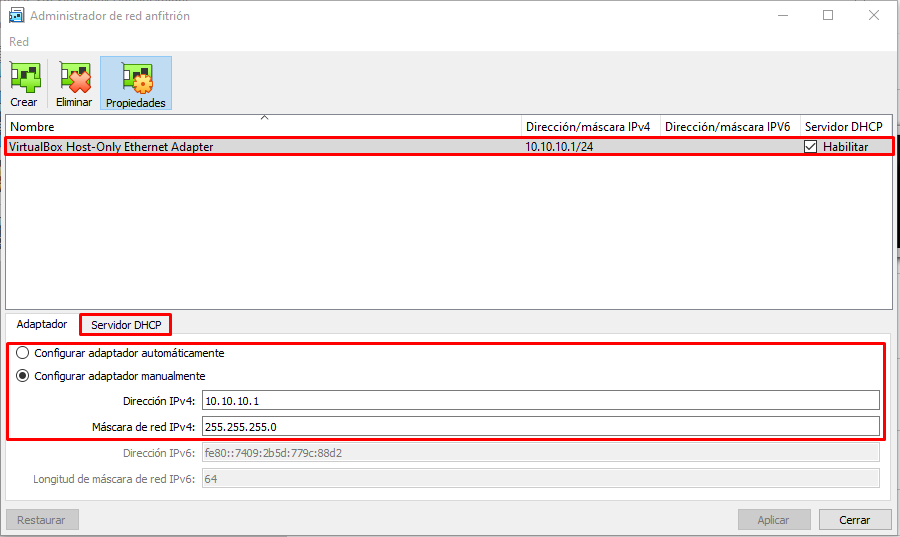 Administrador de red anfitrión
Red
Crear Eliminar Propiedades
Nombre Dirección/máscara IPv4 Dirección/máscara IPV6 Servidor DHCP
VirtualBox Host-Only Ethernet Adapter 10.10.10.1/24 Habilitar
Adaptador Servidor DHCP
Configurar adaptador automáticamente
Configurar adaptador manualmente
Dirección IPv4: 10.10.10.1
Máscara de red IPv4: 255.255.255.0
Dirección IPv6: fe80::7409:2b5d:779c:88d2
Longitud de máscara de red IPv6: 64
Restaurar Aplicar Cerrar